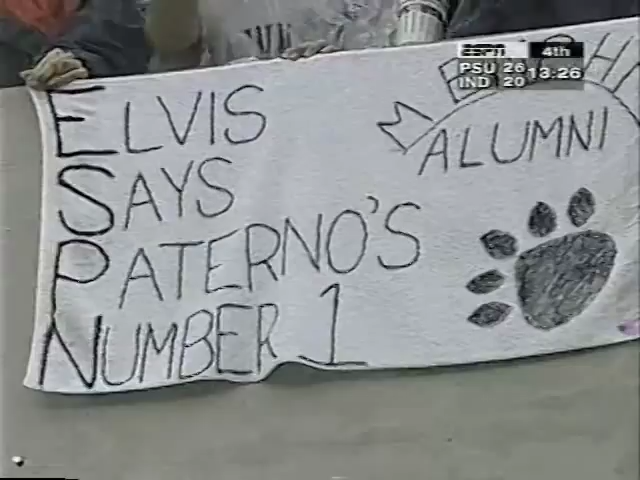 ESPN 4th
PSU 26 13:26
IND 20
ELVIS
SAYS
PATERNO'S
NUMBER 1
ALUMNI